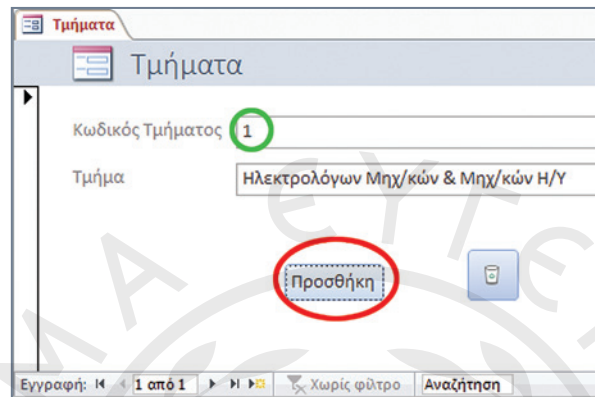 Τμήματα
Τμήματα
Κωδικός Τμήματος 1
Τμήμα Ηλεκτρολόγων Μηχ/κών & Μηχ/κών Η/Υ
Προσθήκη
Εγγραφή: 1 από 1 Χωρίς φίλτρο Αναζήτηση